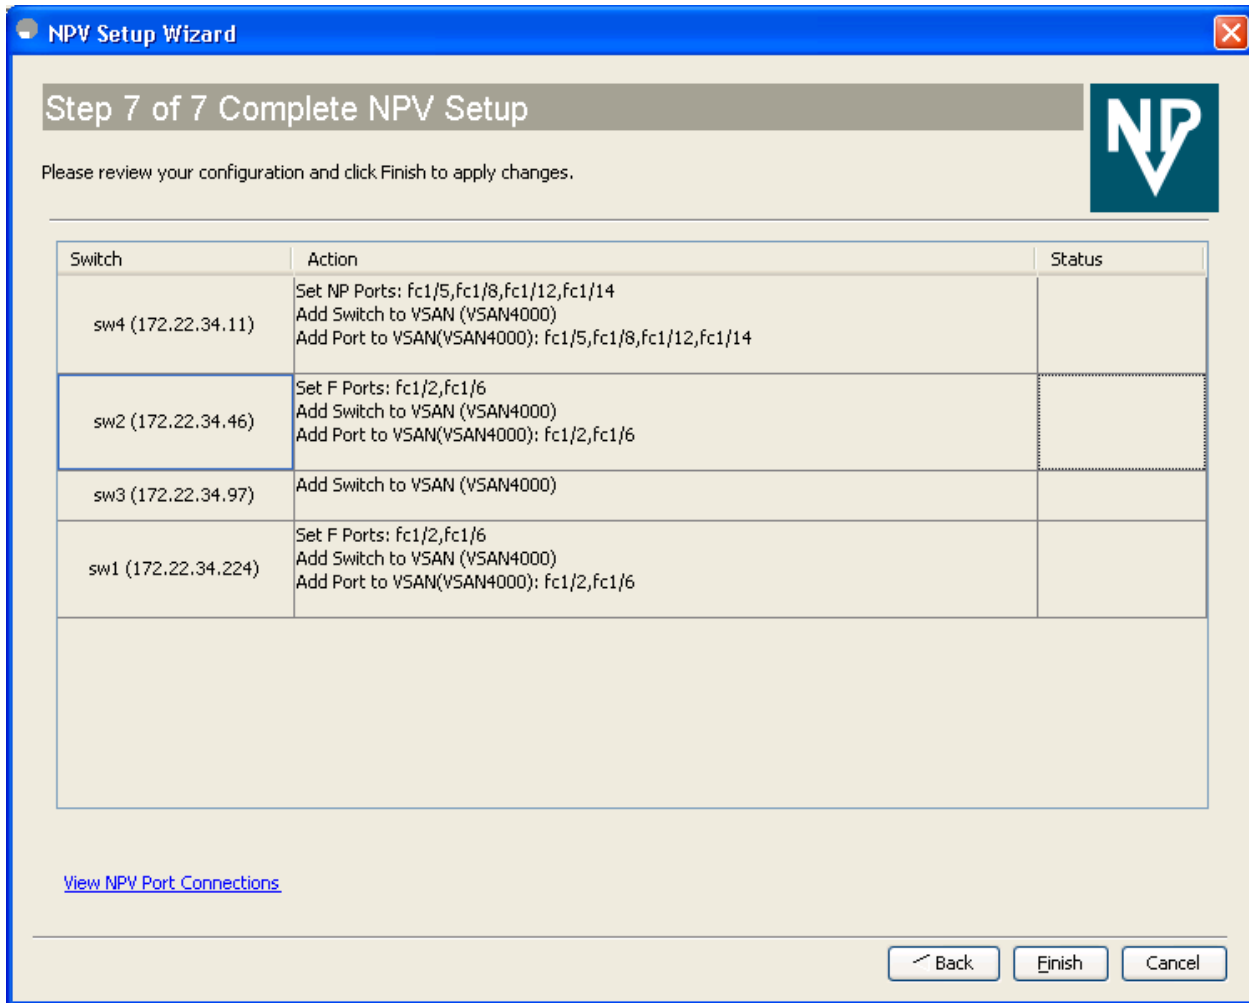 NPV Setup Wizard
Step 7 of 7 Complete NPV Setup
NPV
Please review your configuration and click Finish to apply changes.
Switch Action Status
sw4 (172.22.34.11)
Set NP Ports: fc1/5,fc1/8,fc1/12,fc1/14
Add Switch to VSAN (VSAN4000)
Add Port to VSAN(VSAN4000): fc1/5,fc1/8,fc1/12,fc1/14
sw2 (172.22.34.46)
Set F Ports: fc1/2,fc1/6
Add Switch to VSAN (VSAN4000)
Add Port to VSAN(VSAN4000): fc1/2,fc1/6
sw3 (172.22.34.97)
Add Switch to VSAN (VSAN4000)
sw1 (172.22.34.224)
Set F Ports: fc1/2,fc1/6
Add Switch to VSAN (VSAN4000)
Add Port to VSAN(VSAN4000): fc1/2,fc1/6
View NPV Port Connections
Back Finish Cancel